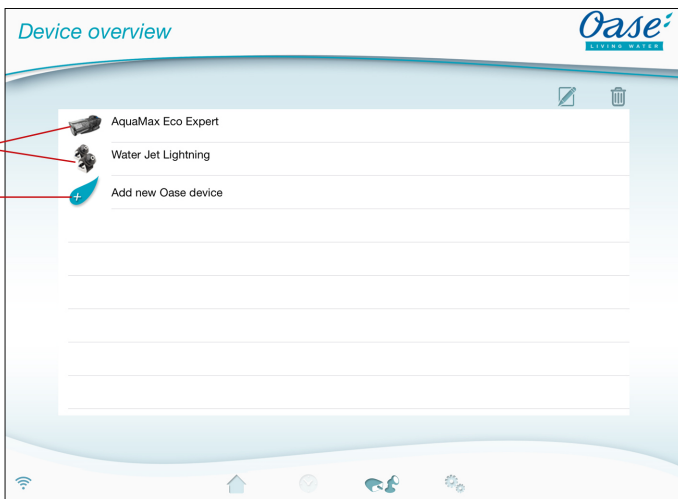 Device overview
Oase
LIVING WATER
AquaMax Eco Expert
Water Jet Lightning
Add new Oase device